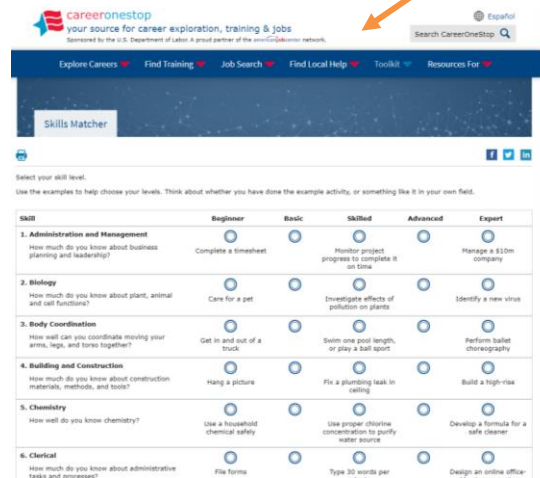 careeronestop
your source for career exploration, training & jobs
Español
Sponsored by the U.S. Department of Labor. A proud partner of the americanjobcenter network.
Search CareerOneStop
Explore Careers Find Training Job Search Find Local Help Toolkit Resources For
Skills Matcher
Select your skill level.
Use the examples to help choose your levels. Think about whether you have done the example activity, or something like it in your own field.
Skill Beginner Basic Skilled Advanced Expert
1. Administration and Management
How much do you know about business planning and leadership?
Complete a timesheet
Monitor project progress to complete it on time
Manage a $10m company
2. Biology
How much do you know about plant, animal and cell functions?
Care for a pet
Investigate effects of pollution on plants
Identify a new virus
3. Body Coordination
How well can you coordinate moving your arms, legs, and torso together?
Get in and out of a truck
Swim one pool length, or play a ball sport
Perform ballet choreography
4. Building and Construction
How much do you know about construction materials, methods, and tools?
Hang a picture
Fix a plumbing leak in ceiling
Build a high-rise
5. Chemistry
How well do you know chemistry?
Use a household chemical safely
Use proper chlorine concentration to purify water source
Develop a formula for a safe cleaner
6. Clerical
How much do you know about administrative tasks and processes?
File forms
Type 30 words per
Design an online office-